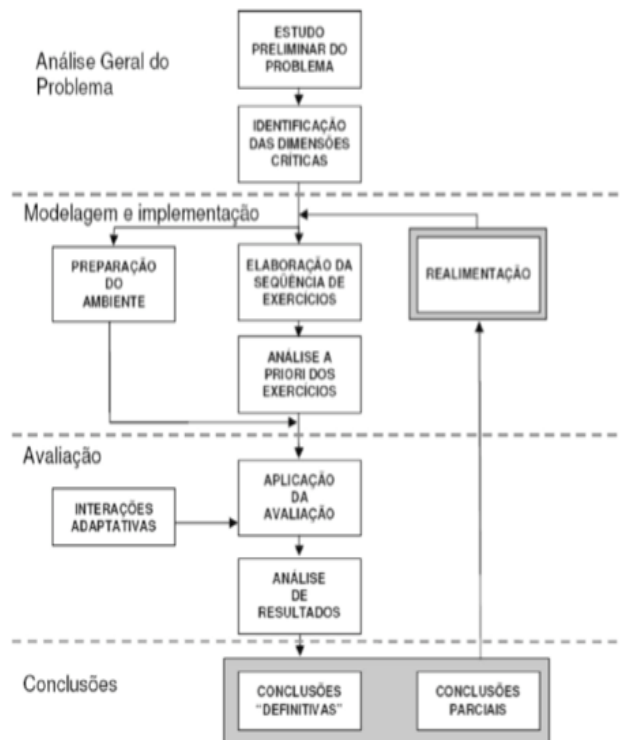 Análise Geral do
Problema
ESTUDO
PRELIMINAR DO
PROBLEMA
IDENTIFICAÇÃO
DAS DIMENSÕES
CRÍTICAS
Modelagem e implementação
PREPARAÇÃO
DO
AMBIENTE
ELABORAÇÃO DA
SEQÜÊNCIA DE
EXERCÍCIOS
REALIMENTAÇÃO
ANÁLISE A
PRIORI DOS
EXERCÍCIOS
Avaliação
INTERAÇÕES
ADAPTATIVAS
APLICAÇÃO
DA
AVALIAÇÃO
ANÁLISE
DE
RESULTADOS
Conclusões
CONCLUSÕES
“DEFINITIVAS”
CONCLUSÕES
PARCIAIS